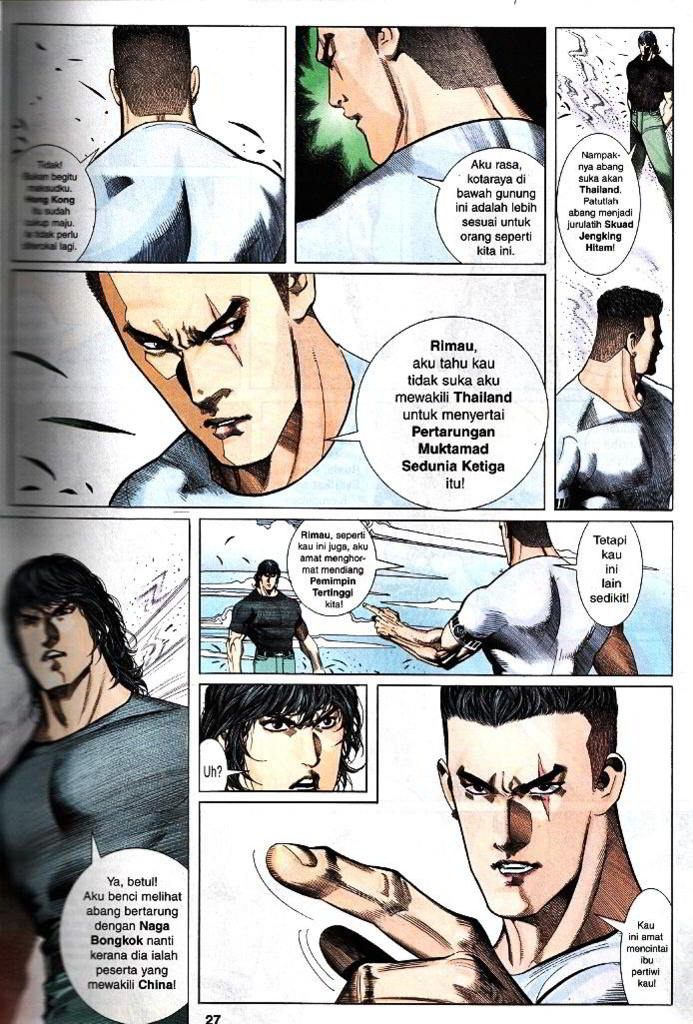 Tidak!
Bukan begitu
maksudku.
Hong Kong
itu sudah
cukup maju.
Ia tidak perlu
diterokai lagi.
Aku rasa,
kotaraya di
bawah gunung
ini adalah lebih
sesuai untuk
orang seperti
kita ini.
Nampak-
nya abang
suka akan
Thailand.
Patutlah
abang menjadi
jurulatih Skuad
Jengking
Hitam!
Rimau,
aku tahu kau
tidak suka aku
mewakili Thailand
untuk menyertai
Pertarungan
Muktamad
Sedunia Ketiga
itu!
Ya, betul!
Aku benci melihat
abang bertarung
dengan Naga
Bongkok nanti
kerana dia ialah
peserta yang
mewakili China!
Rimau, seperti
kau ini juga, aku
amat menghor-
mat mendiang
Pemimpin
Tertinggi
kita!
Tetapi
kau
ini
lain
sedikit!
Uh?
Kau
ini amat
mencintai
ibu
pertiwi
kau!
27